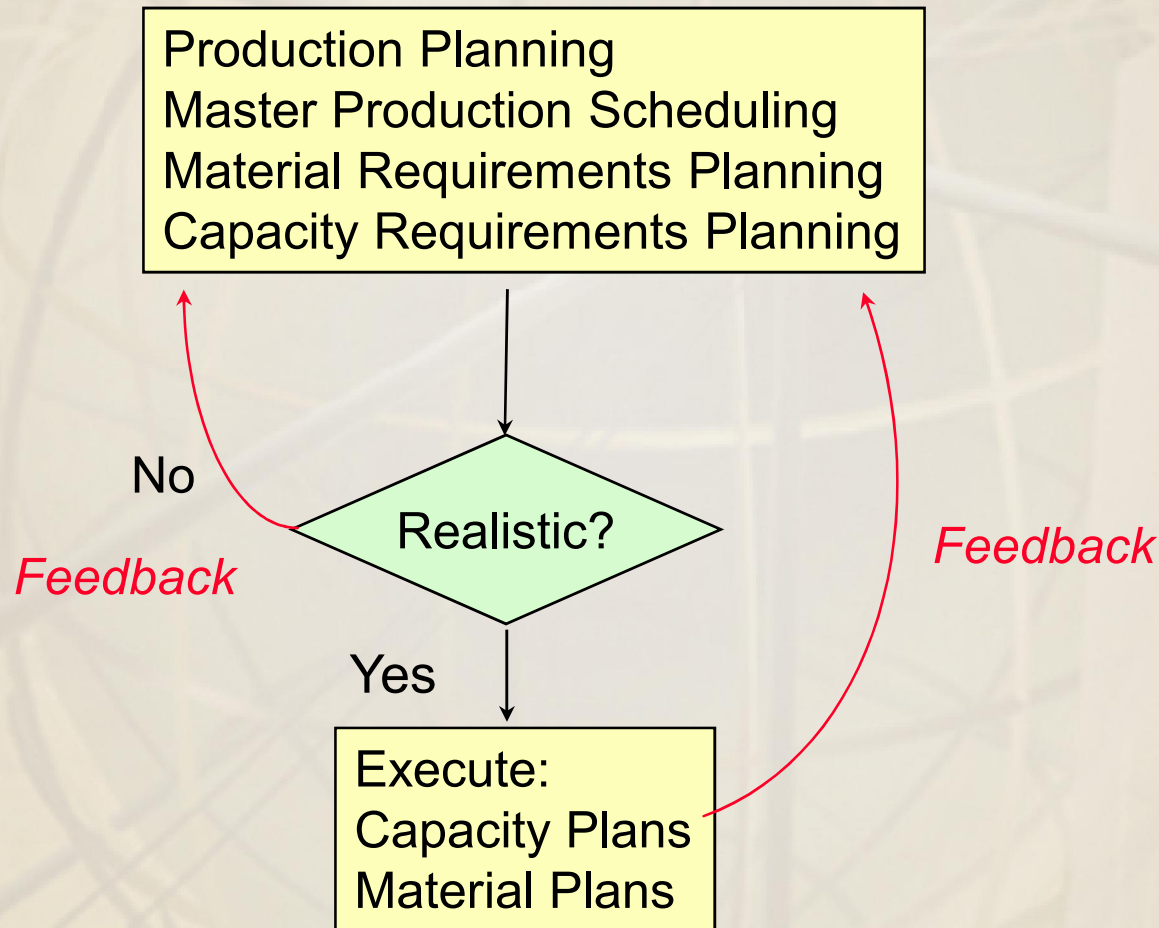 Production Planning
Master Production Scheduling
Material Requirements Planning
Capacity Requirements Planning
No
Realistic?
Feedback
Feedback
Yes
Execute:
Capacity Plans
Material Plans